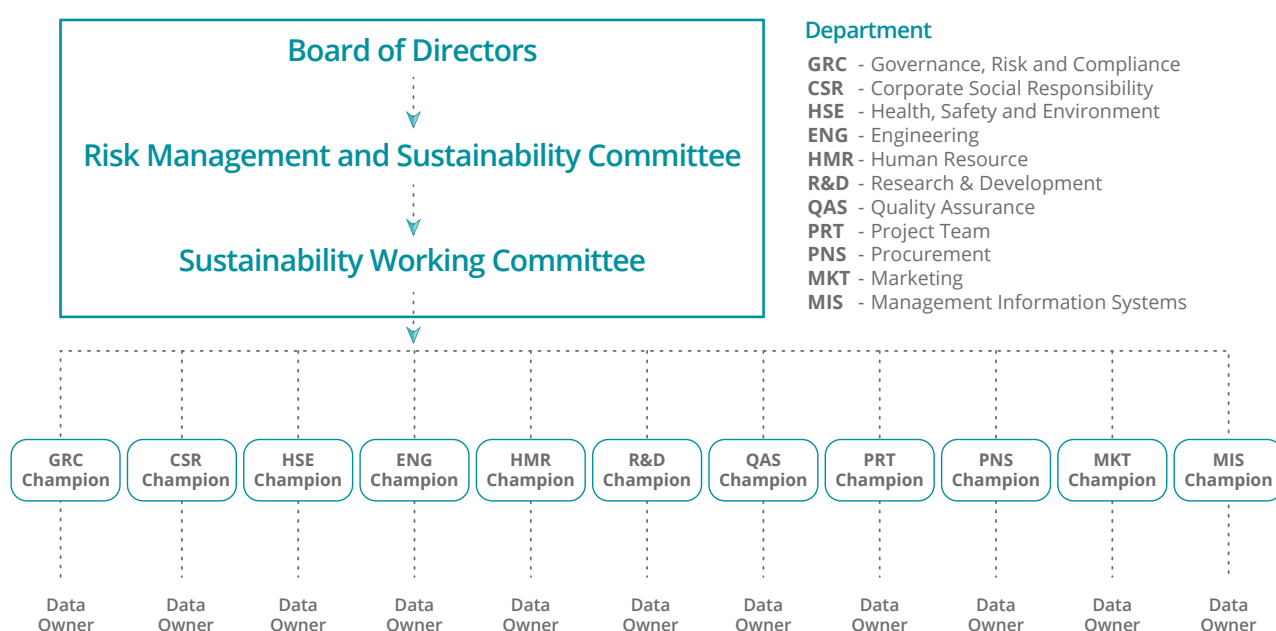 Board of Directors
Risk Management and Sustainability Committee
Sustainability Working Committee
Department
GRC - Governance, Risk and Compliance
CSR - Corporate Social Responsibility
HSE - Health, Safety and Environment
ENG - Engineering
HMR - Human Resource
R&D - Research & Development
QAS - Quality Assurance
PRT - Project Team
PNS - Procurement
MKT - Marketing
MIS - Management Information Systems
GRC
Champion
CSR
Champion
HSE
Champion
ENG
Champion
HMR
Champion
R&D
Champion
QAS
Champion
PRT
Champion
PNS
Champion
MKT
Champion
MIS
Champion
Data
Owner
Data
Owner
Data
Owner
Data
Owner
Data
Owner
Data
Owner
Data
Owner
Data
Owner
Data
Owner
Data
Owner
Data
Owner